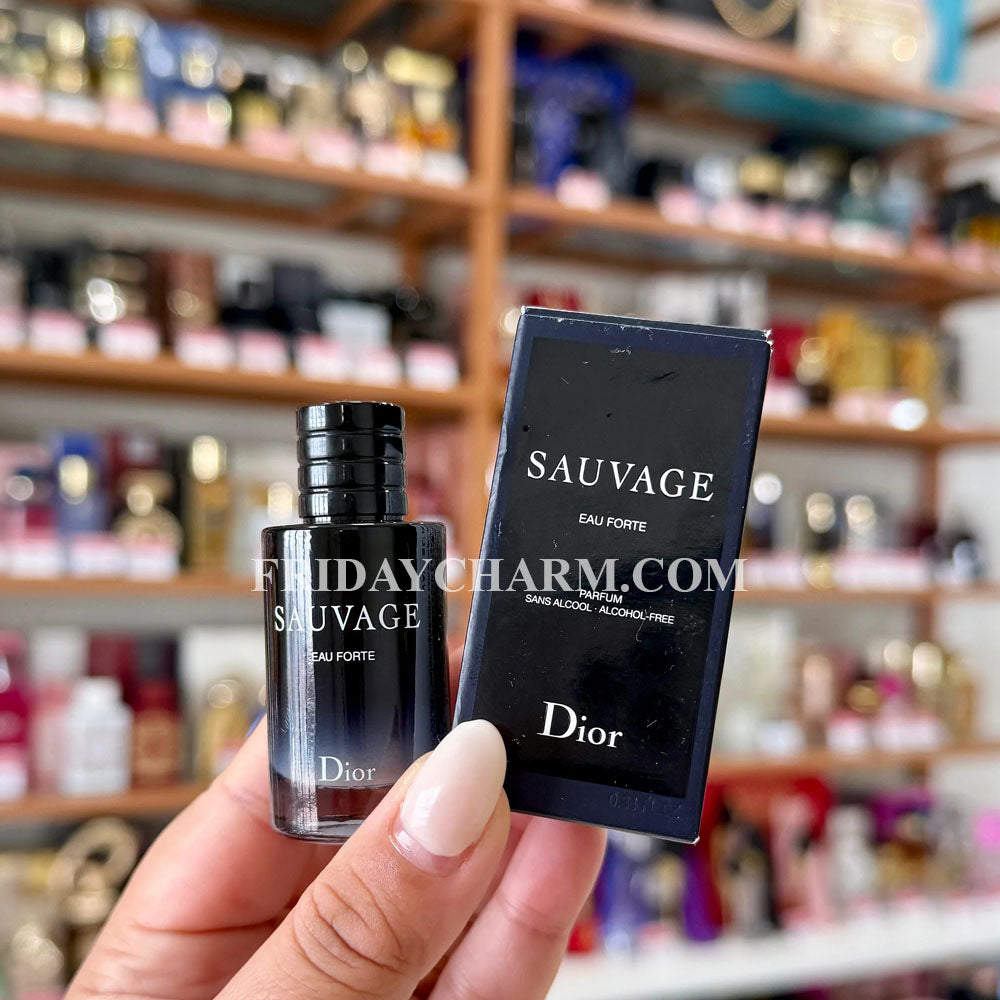 SAUVAGE
EAU FORTE
PARFUM
SANS ALCOOL · ALCOHOL-FREE
Dior
FRIDAYCHARM.COM
SAUVAGE
EAU FORTE
Dior